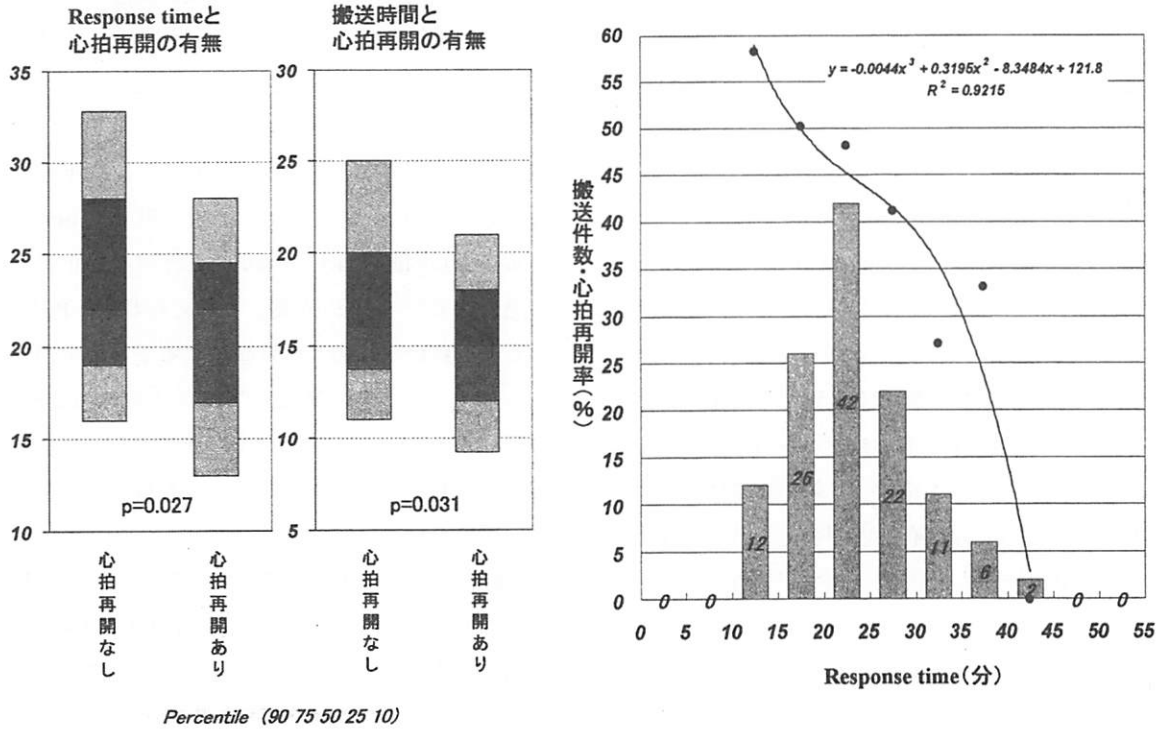 Response timeと
心拍再開の有無
35
30
25
20
15
10
p=0.027
心拍再開なし
心拍再開あり
搬送時間と
心拍再開の有無
30
25
20
15
10
5
p=0.031
心拍再開なし
心拍再開あり
Percentile (90 75 50 25 10)
搬送件数・心拍再開率(%)
60
55
50
45
40
35
30
25
20
15
10
5
0
y = -0.0044x³ + 0.3195x² - 8.3484x + 121.8
R² = 0.9215
0 0 12 26 42 22 11 6 2 0 0
0 5 10 15 20 25 30 35 40 45 50 55
Response time(分)